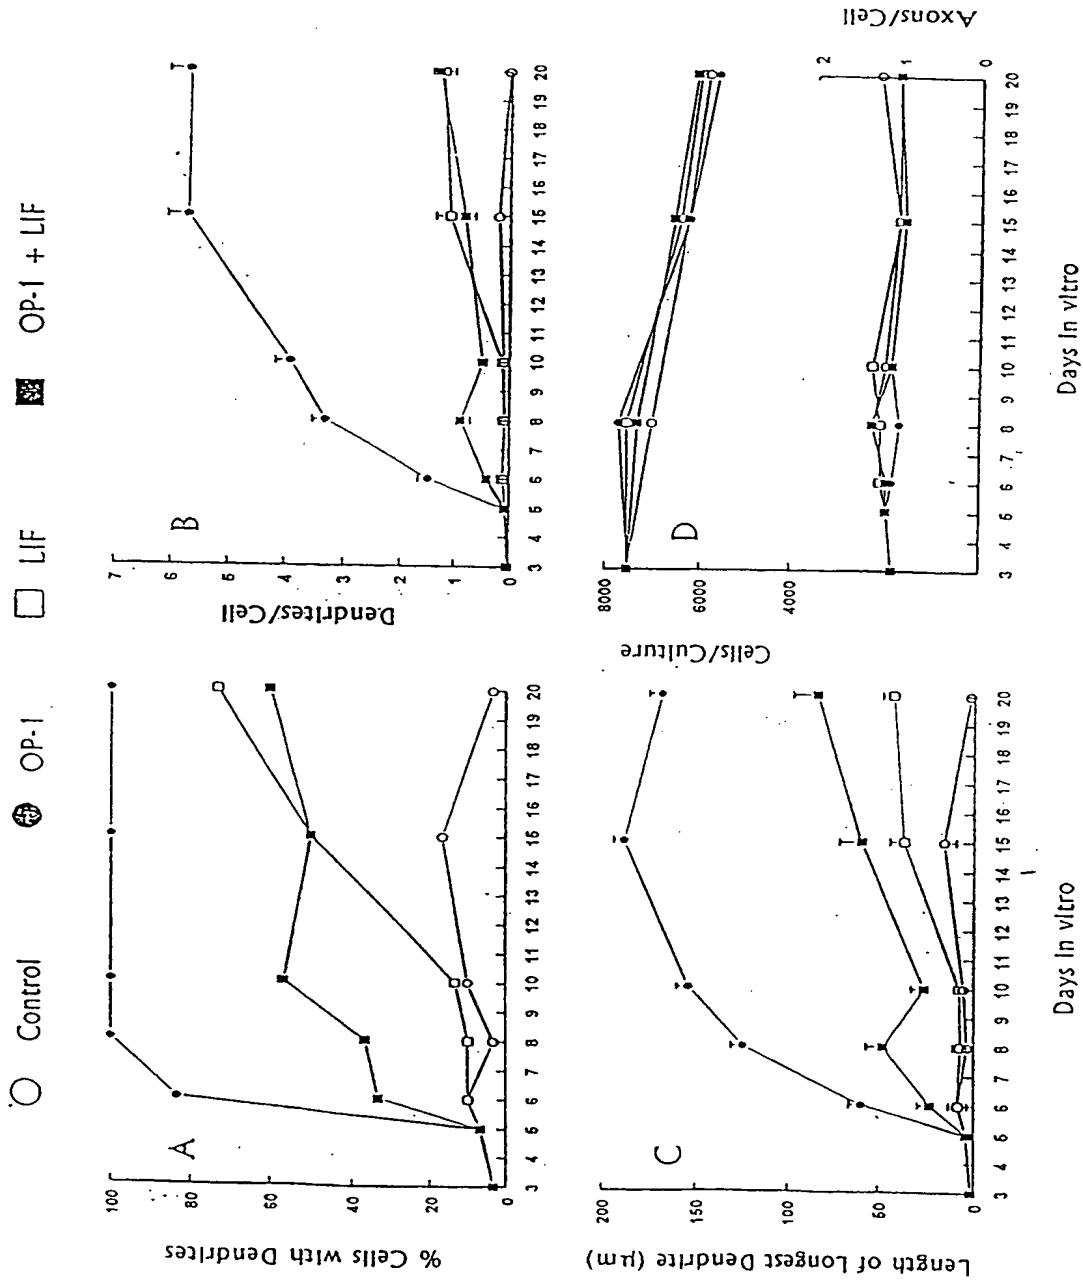 Control
OP-1
LIF
OP-1 + LIF
A
% Cells with Dendrites
100
80
60
40
20
0
3 4 5 6 7 8 9 10 11 12 13 14 15 16 17 18 19 20
B
Dendrites/Cell
7
6
5
4
3
2
1
0
3 4 5 6 7 8 9 10 11 12 13 14 15 16 17 18 19 20
C
Length of Longest Dendrite (μm)
200
150
100
50
0
3 4 5 6 7 8 9 10 11 12 13 14 15 16 17 18 19 20
Days in vitro
D
Cells/Culture
8000
6000
4000
Axons/Cell
2
1
0
3 4 5 6 7 8 9 10 11 12 13 14 15 16 17 18 19 20
Days in vitro